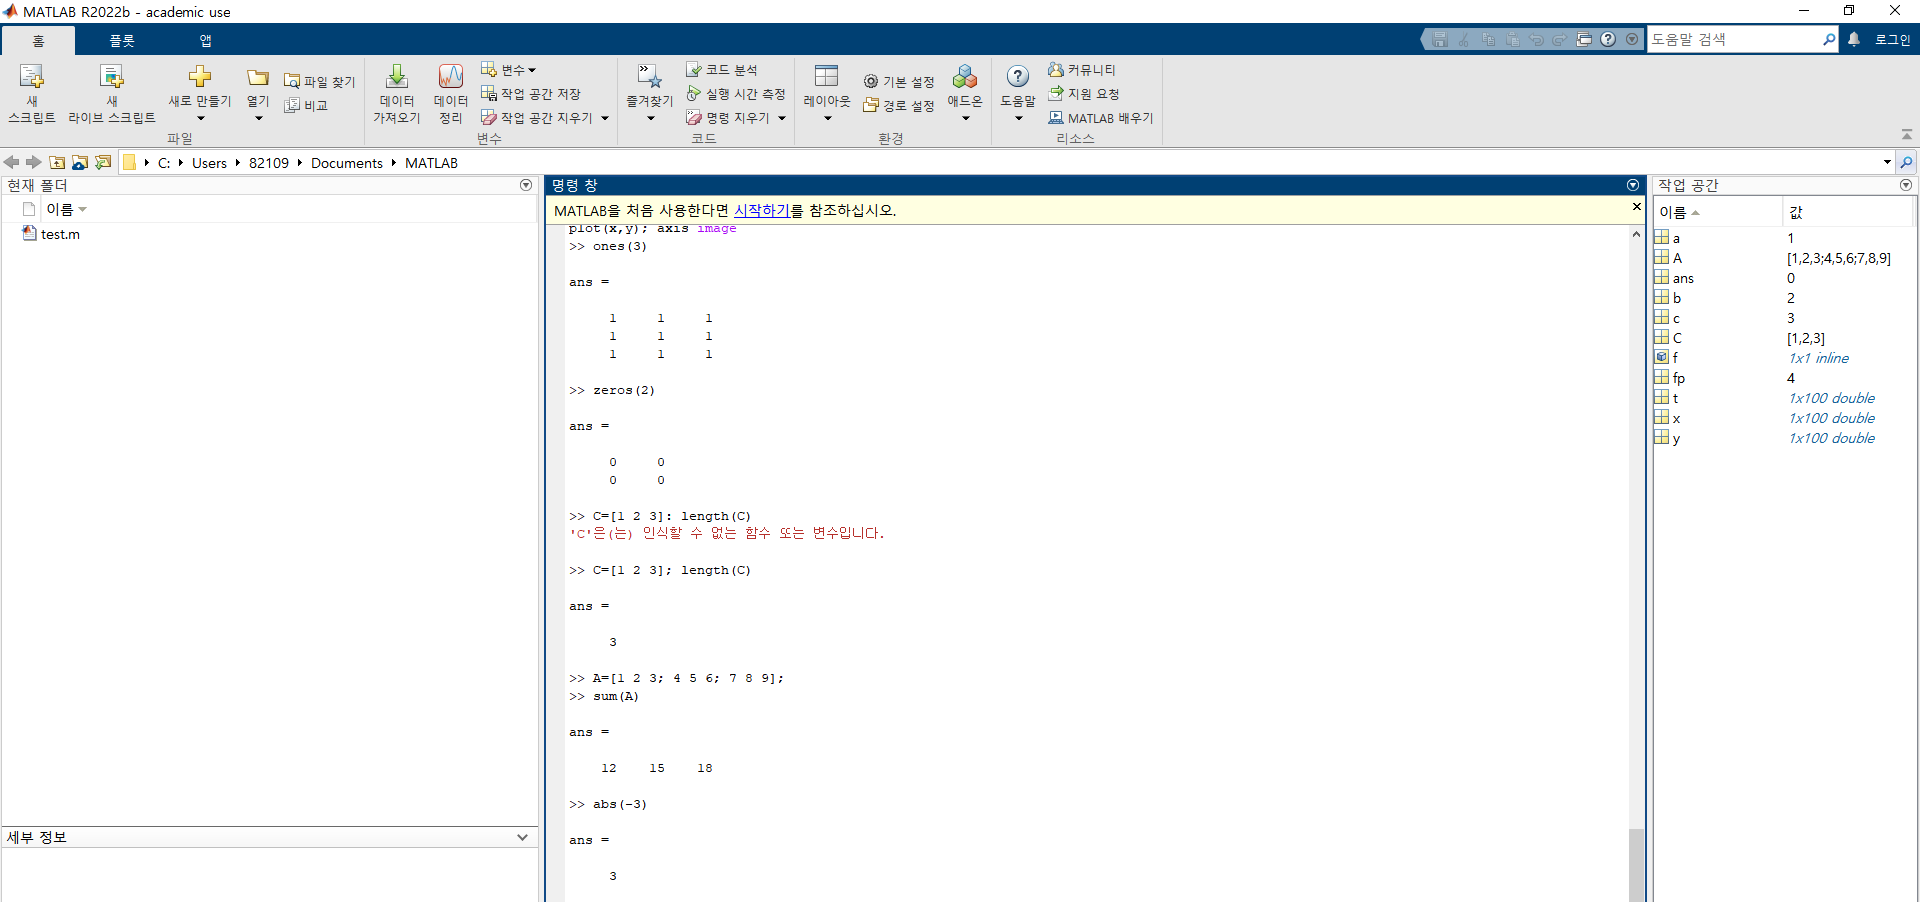 MATLAB R2022b - academic use
홈 플롯 앱
도움말 검색
로그인
새
스크립트
새
라이브 스크립트
새로 만들기
열기
파일 찾기
비교
파일
데이터
가져오기
데이터
정리
변수
작업 공간 저장
작업 공간 지우기
변수
즐겨찾기
코드 분석
실행 시간 측정
명령 지우기
코드
레이아웃
기본 설정
경로 설정
애드온
환경
도움말
커뮤니티
지원 요청
MATLAB 배우기
리소스
C: Users 82109 Documents MATLAB
현재 폴더
이름
test.m
세부 정보
명령 창
MATLAB을 처음 사용한다면 시작하기를 참조하십시오.
plot(x,y); axis image
>> ones(3)
ans =
1 1 1
1 1 1
1 1 1
>> zeros(2)
ans =
0 0
0 0
>> C=[1 2 3]: length(C)
'C'은(는) 인식할 수 없는 함수 또는 변수입니다.
>> C=[1 2 3]; length(C)
ans =
3
>> A=[1 2 3; 4 5 6; 7 8 9];
>> sum(A)
ans =
12 15 18
>> abs(-3)
ans =
3
작업 공간
이름 값
a 1
A [1,2,3;4,5,6;7,8,9]
ans 0
b 2
c 3
C [1,2,3]
f 1x1 inline
fp 4
t 1x100 double
x 1x100 double
y 1x100 double